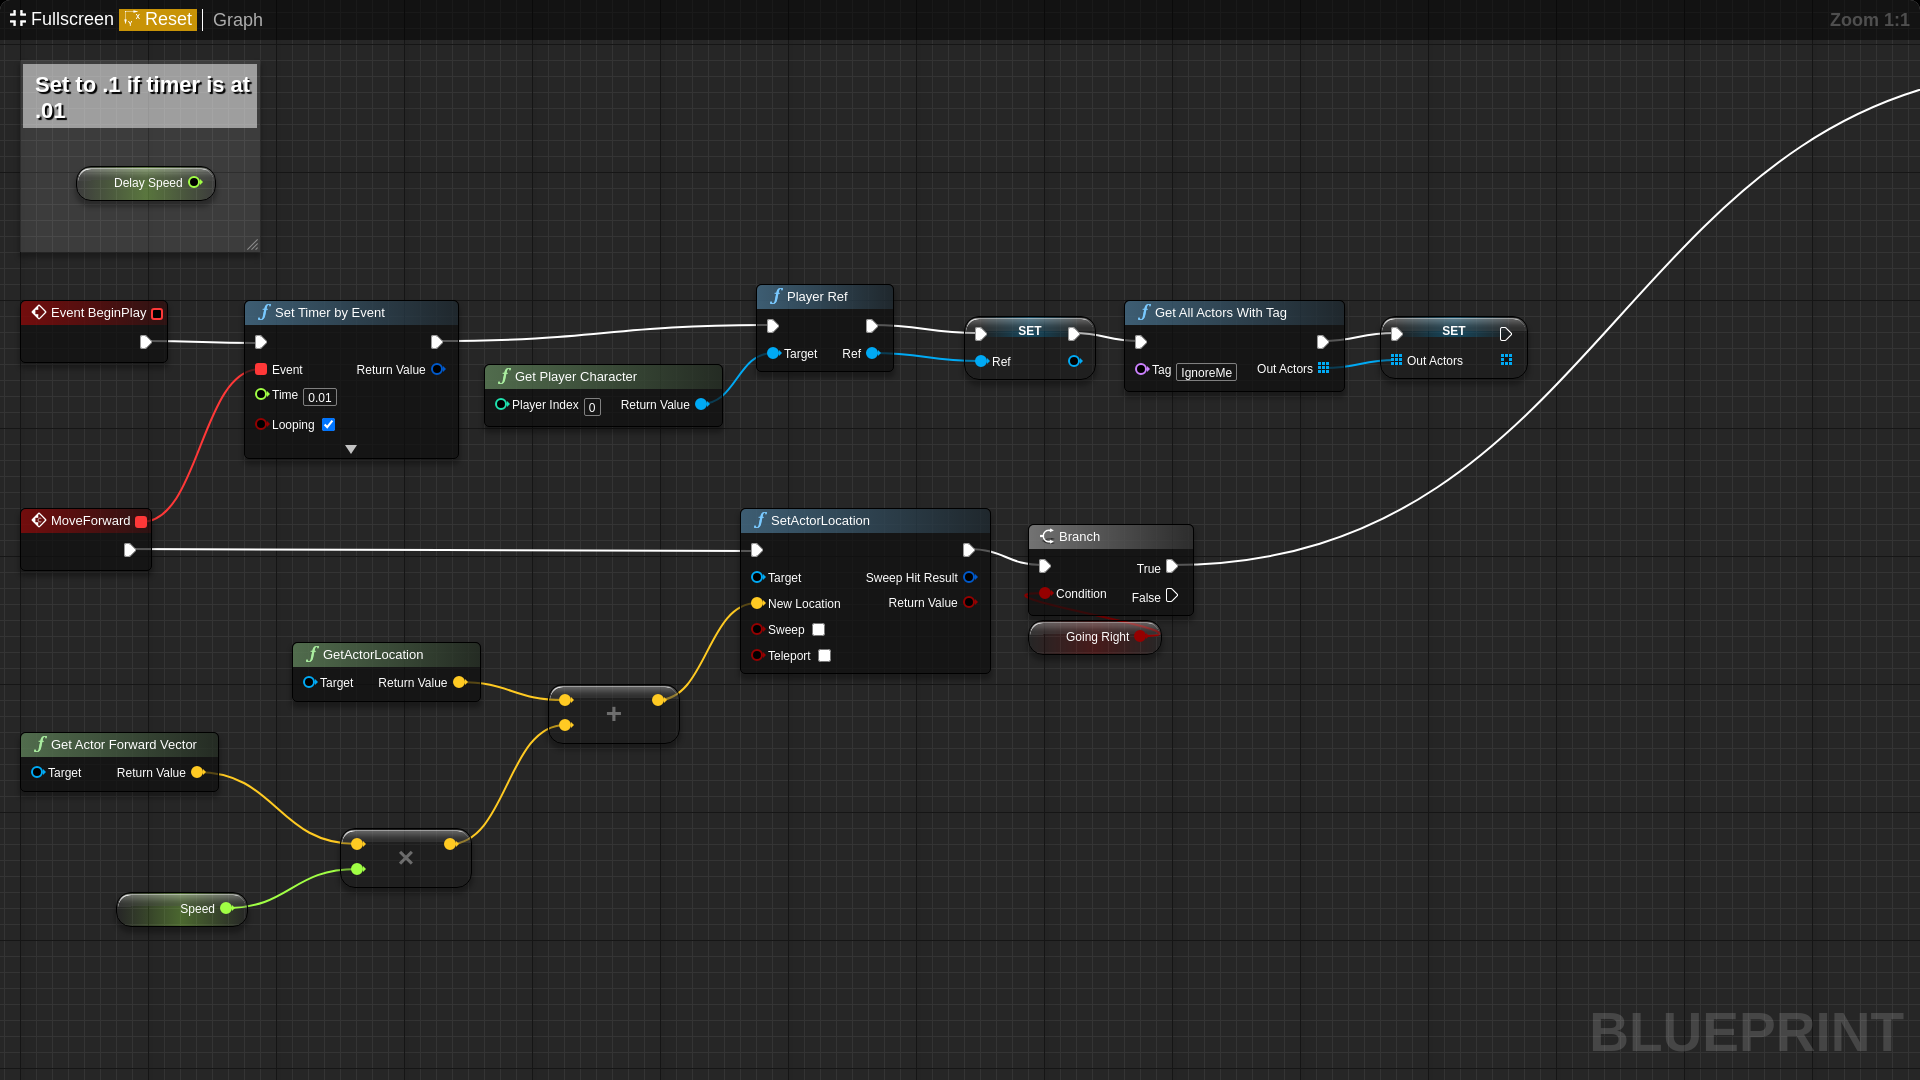 Fullscreen Reset Graph Zoom 1:1
Set to .1 if timer is at
.01
Delay Speed
Event BeginPlay
Set Timer by Event
Event Return Value
Time 0.01
Looping
Get Player Character
Player Index 0 Return Value
Player Ref
Target Ref
SET
Ref
Get All Actors With Tag
Tag IgnoreMe Out Actors
SET
Out Actors
MoveForward
SetActorLocation
Target Sweep Hit Result
New Location Return Value
Sweep
Teleport
Branch
True
Condition False
Going Right
GetActorLocation
Target Return Value
+
Get Actor Forward Vector
Target Return Value
×
Speed
BLUEPRINT